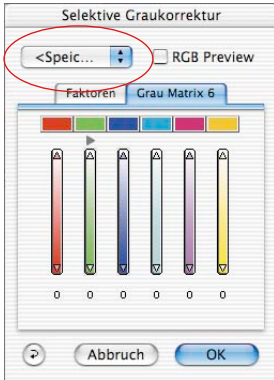 Selektive Graukorrektur
<Speic... RGB Preview
Faktoren Grau Matrix 6
0 0 0 0 0 0
Abbruch OK